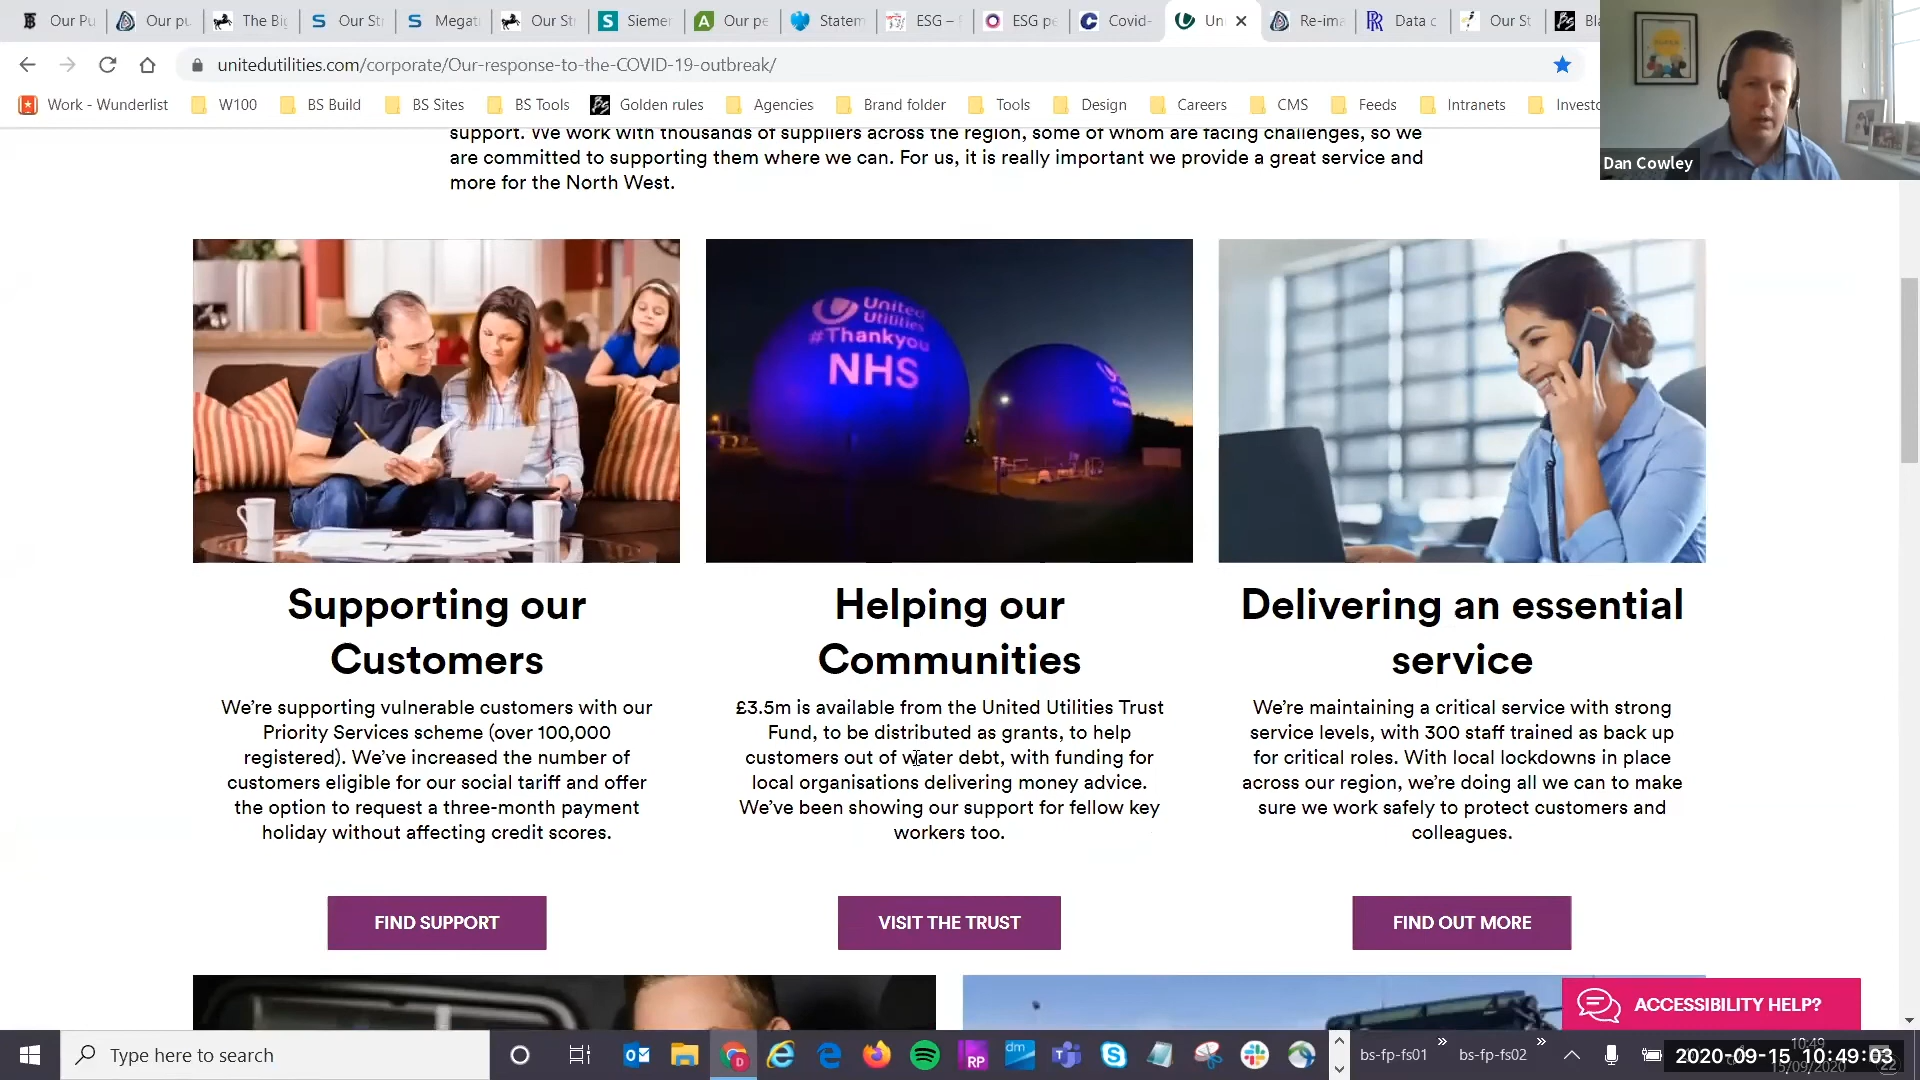 Our Pu
Our pu
The Big
Our St
Megat
Our St
Siemer
Our pe
Statem
ESG –
ESG pe
Covid-
Un
Re-ima
Data c
Our St
Bla
unitedutilities.com/corporate/Our-response-to-the-COVID-19-outbreak/
Work - Wunderlist
W100
BS Build
BS Sites
BS Tools
Golden rules
Agencies
Brand folder
Tools
Design
Careers
CMS
Feeds
Intranets
Investo
Dan Cowley
support. We work with thousands of suppliers across the region, some of whom are facing challenges, so we
are committed to supporting them where we can. For us, it is really important we provide a great service and
more for the North West.
United
Utilities
#Thankyou
NHS
Supporting our
Customers
We're supporting vulnerable customers with our
Priority Services scheme (over 100,000
registered). We've increased the number of
customers eligible for our social tariff and offer
the option to request a three-month payment
holiday without affecting credit scores.
FIND SUPPORT
Helping our
Communities
£3.5m is available from the United Utilities Trust
Fund, to be distributed as grants, to help
customers out of water debt, with funding for
local organisations delivering money advice.
We've been showing our support for fellow key
workers too.
VISIT THE TRUST
Delivering an essential
service
We're maintaining a critical service with strong
service levels, with 300 staff trained as back up
for critical roles. With local lockdowns in place
across our region, we're doing all we can to make
sure we work safely to protect customers and
colleagues.
FIND OUT MORE
ACCESSIBILITY HELP?
Type here to search
bs-fp-fs01
bs-fp-fs02
10:49
15/09/2020
2020-09-15 10:49:03
22